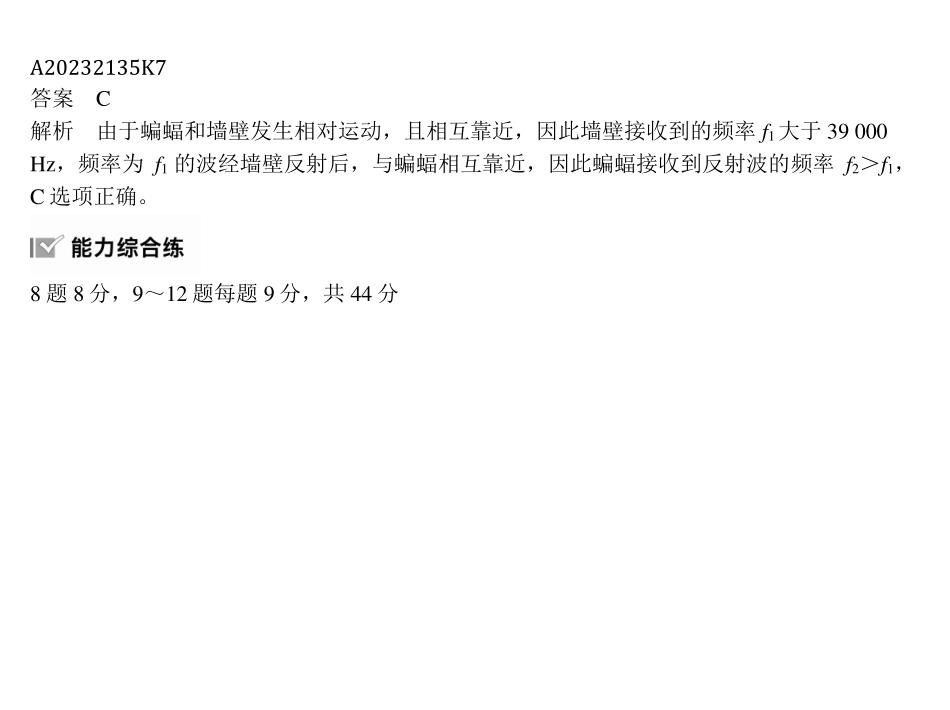 A20232135K7
答案　C
解析　由于蝙蝠和墙壁发生相对运动，且相互靠近，因此墙壁接收到的频率 f₁ 大于 39 000
Hz，频率为 f₁ 的波经墙壁反射后，与蝙蝠相互靠近，因此蝙蝠接收到反射波的频率 f₂＞f₁，
C 选项正确。
能力综合练
8 题 8 分，9～12 题每题 9 分，共 44 分